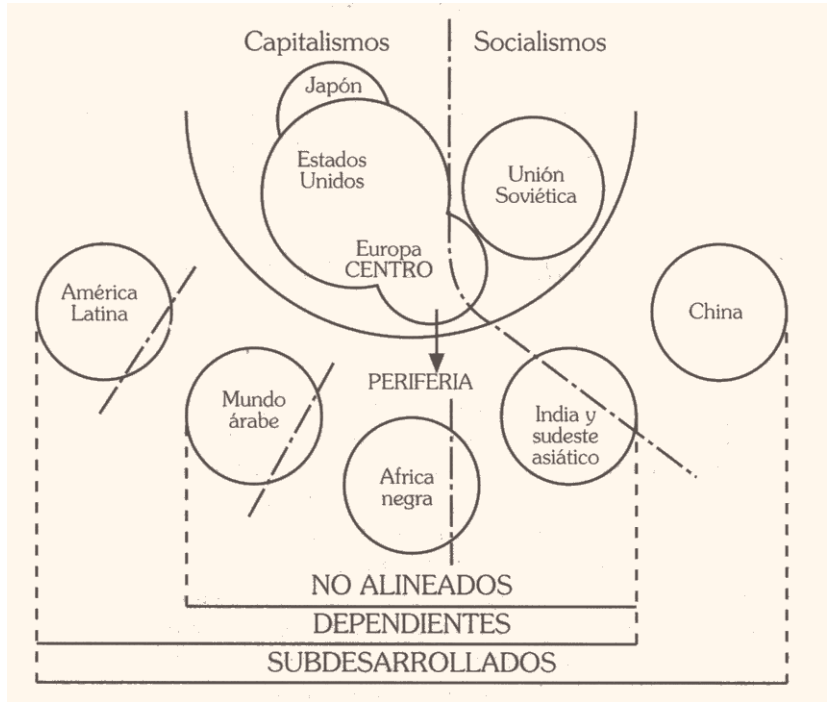 Capitalismos
Socialismos
Japón
Estados
Unidos
Unión
Soviética
Europa
CENTRO
América
Latina
China
PERIFERIA
Mundo
árabe
India y
sudeste
asiático
Africa
negra
NO ALINEADOS
DEPENDIENTES
SUBDESARROLLADOS